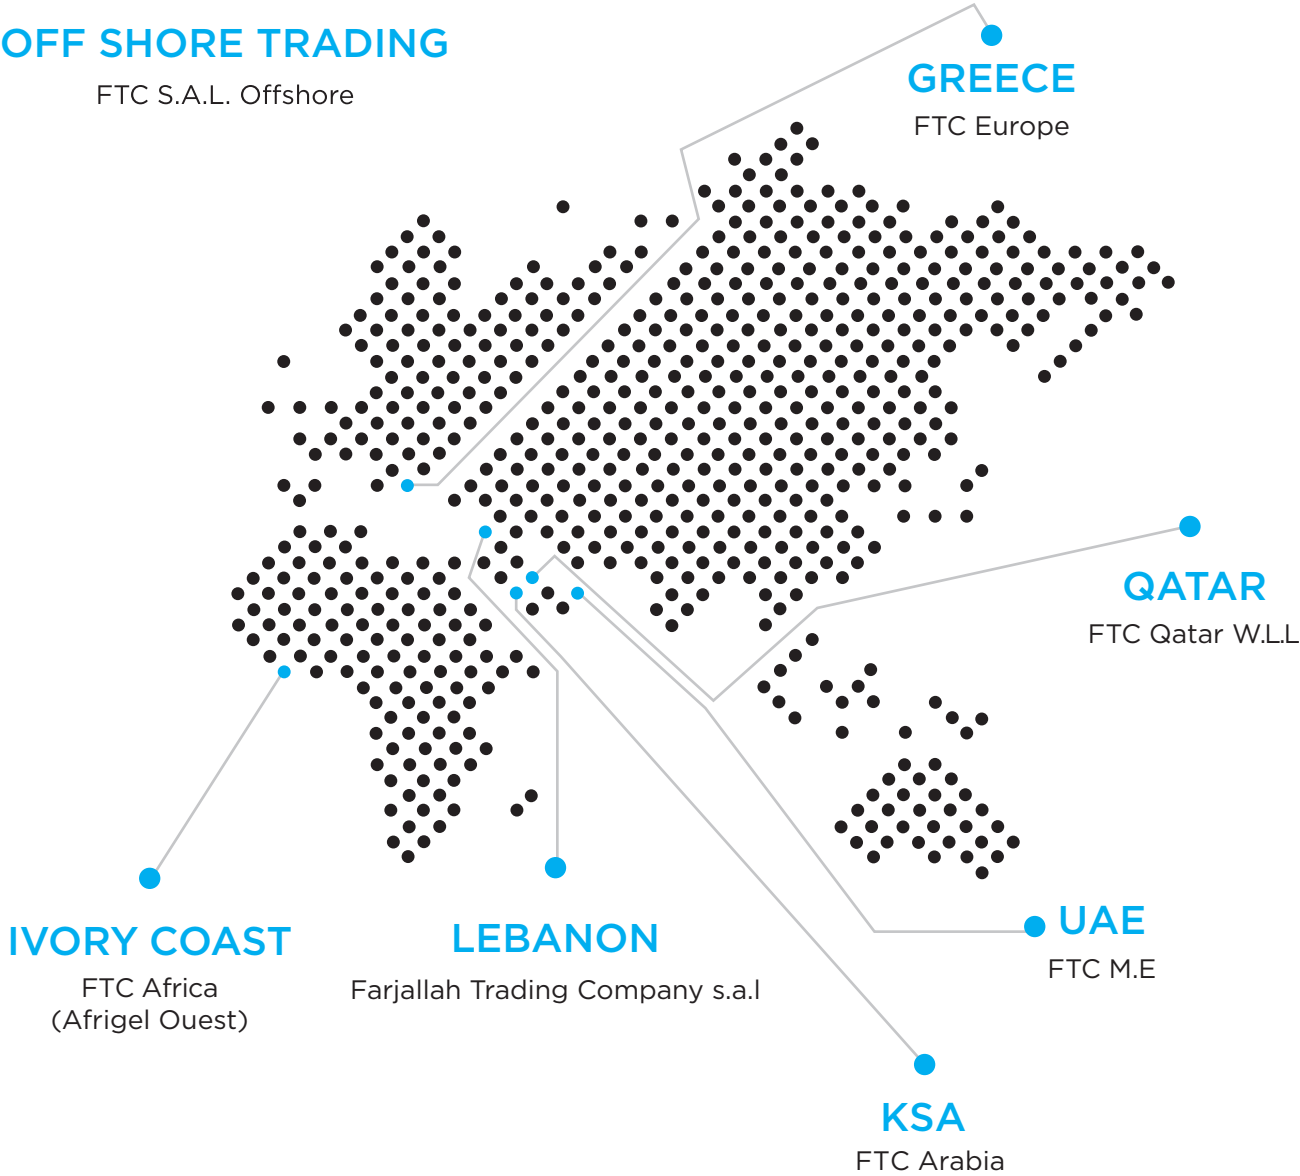 OFF SHORE TRADING
FTC S.A.L. Offshore
GREECE
FTC Europe
QATAR
FTC Qatar W.L.L
UAE
FTC M.E
IVORY COAST
FTC Africa
(Afrigel Ouest)
LEBANON
Farjallah Trading Company s.a.l
KSA
FTC Arabia